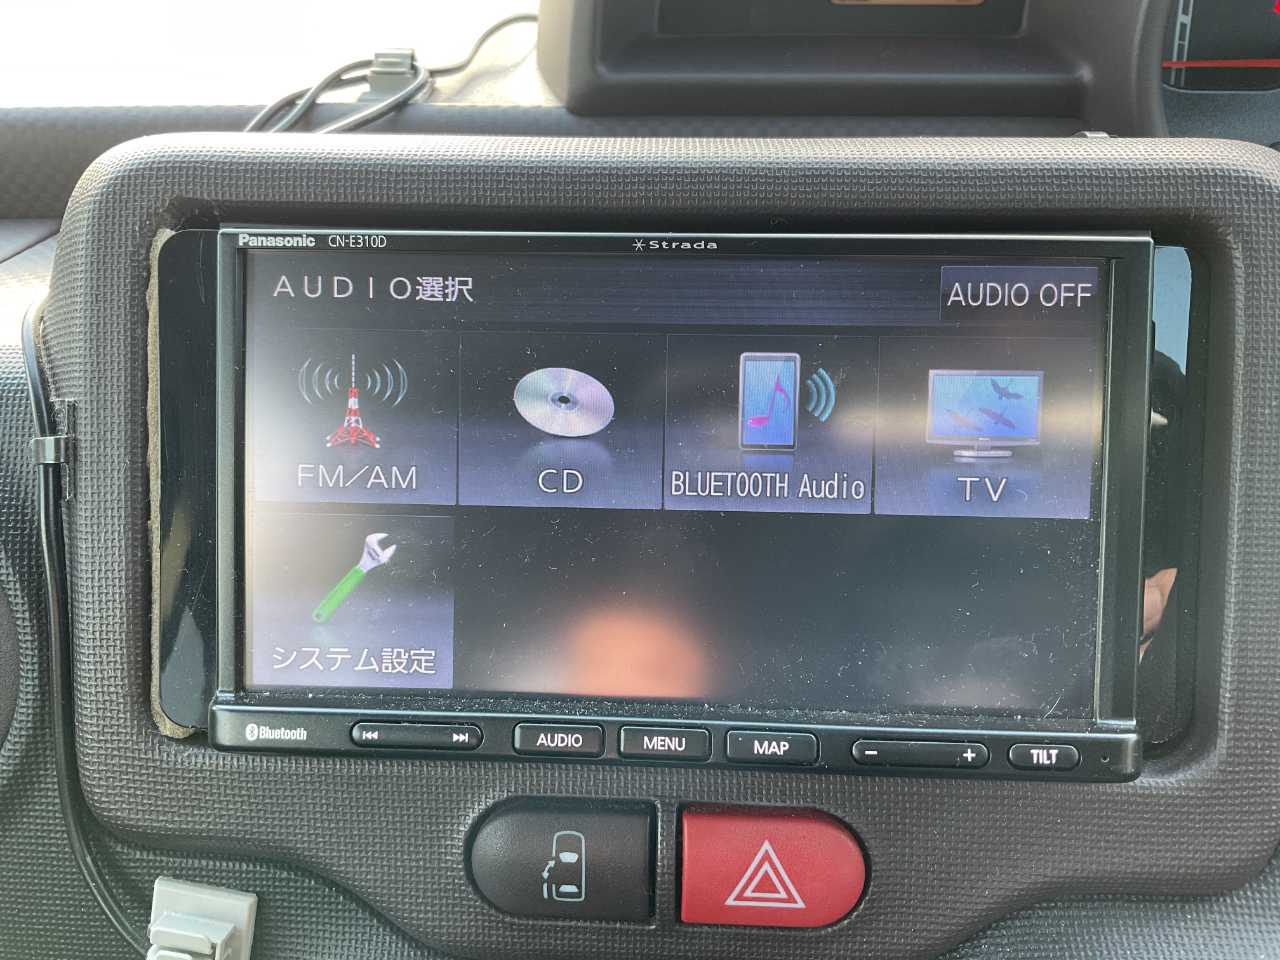 Panasonic CN-E310D
Strada
ＡＵＤＩＯ選択
AUDIO OFF
FM/AM
CD
BLUETOOTH Audio
TV
システム設定
Bluetooth
AUDIO
MENU
MAP
− +
TILT